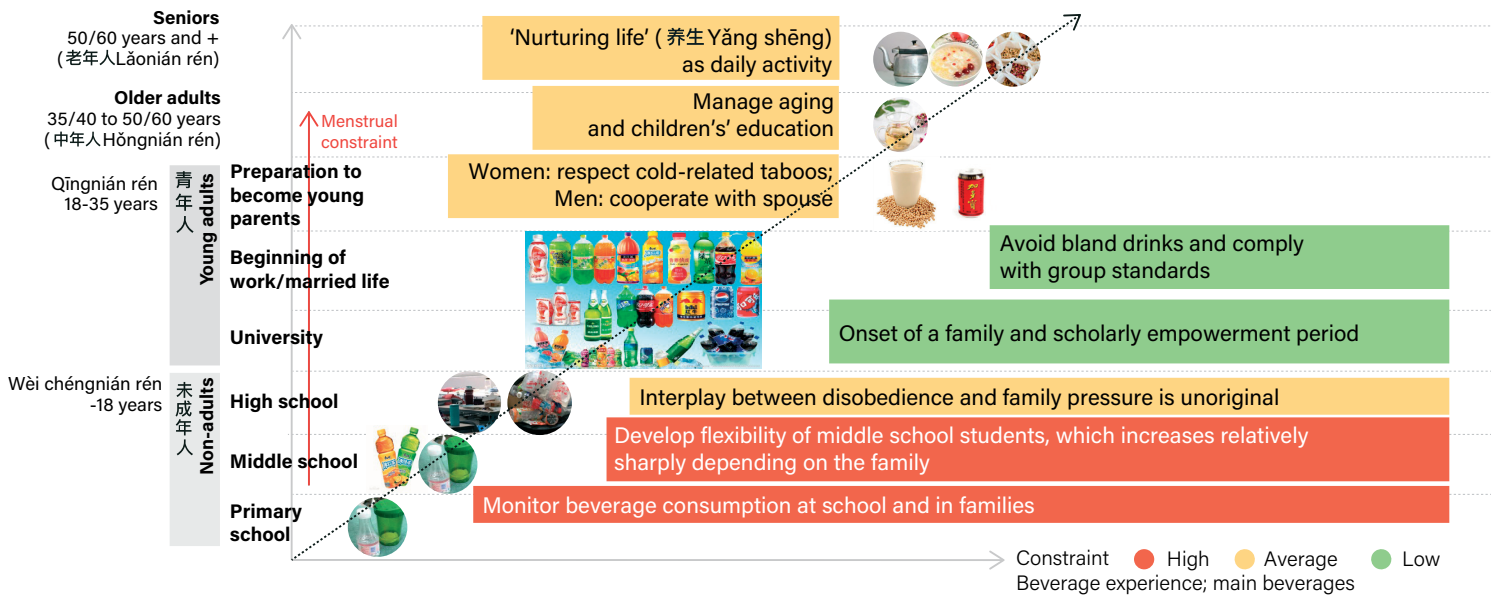 Seniors
50/60 years and +
(老年人Lǎonián rén)
'Nurturing life' (养生Yǎng shēng)
as daily activity
Older adults
35/40 to 50/60 years
(中年人Hǒngnián rén)
Menstrual
constraint
Manage aging
and children's' education
Qīngnián rén
18-35 years
青年人
Young adults
Preparation to
become young
parents
Women: respect cold-related taboos;
Men: cooperate with spouse
Beginning of
work/married life
Avoid bland drinks and comply
with group standards
University
Onset of a family and scholarly empowerment period
Wèi chéngnián rén
-18 years
未成年人
Non-adults
High school
Interplay between disobedience and family pressure is unoriginal
Middle school
Develop flexibility of middle school students, which increases relatively
sharply depending on the family
Primary
school
Monitor beverage consumption at school and in families
Constraint High Average Low
Beverage experience; main beverages